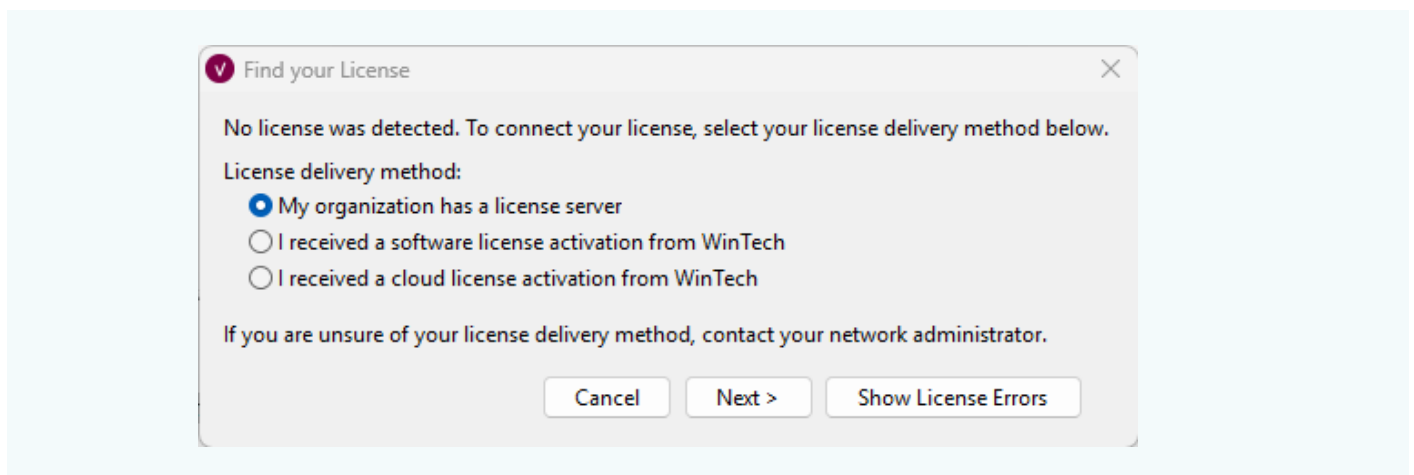 V Find your License
No license was detected. To connect your license, select your license delivery method below.
License delivery method:
My organization has a license server
I received a software license activation from WinTech
I received a cloud license activation from WinTech
If you are unsure of your license delivery method, contact your network administrator.
Cancel Next > Show License Errors